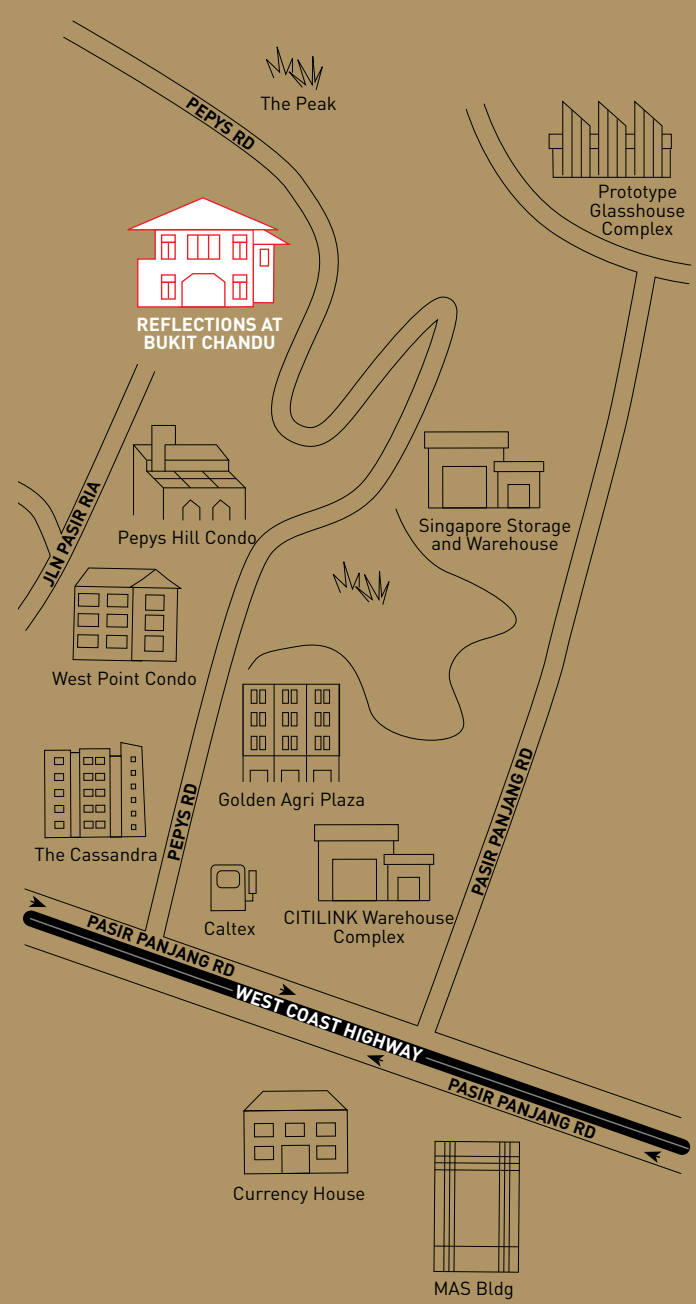 The Peak
PEPYS RD
Prototype
Glasshouse
Complex
REFLECTIONS AT
BUKIT CHANDU
JLN PASIR RIA
Pepys Hill Condo
Singapore Storage
and Warehouse
West Point Condo
Golden Agri Plaza
PEPYS RD
PASIR PANJANG RD
The Cassandra
Caltex
CITILINK Warehouse
Complex
PASIR PANJANG RD
WEST COAST HIGHWAY
PASIR PANJANG RD
Currency House
MAS Bldg